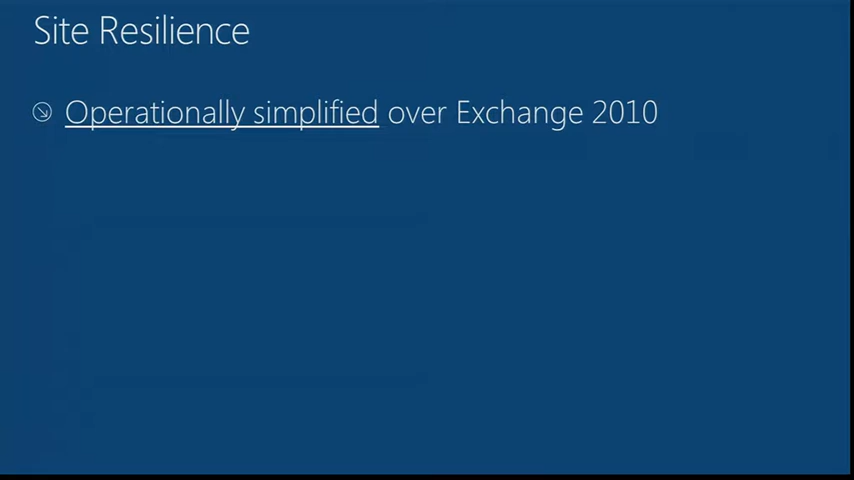 Site Resilience
Operationally simplified over Exchange 2010